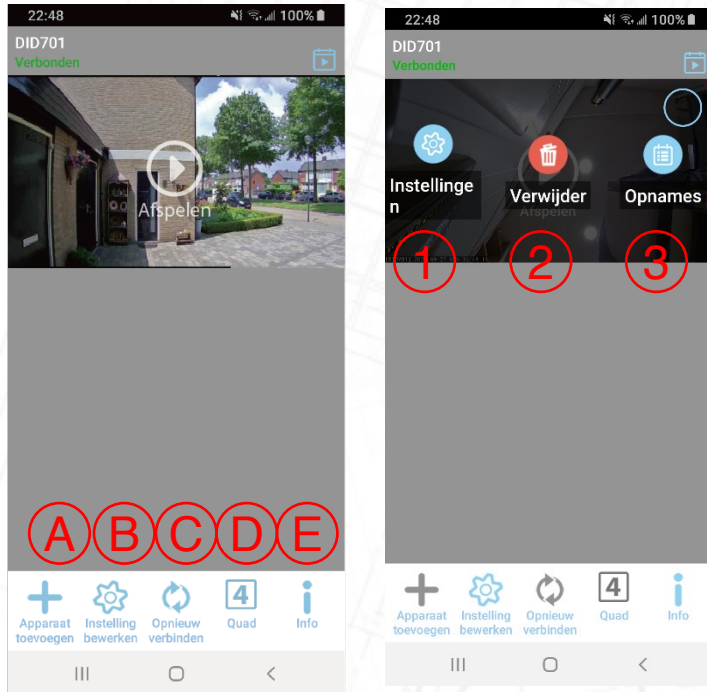 22:48 100%
DID701
Verbonden
Afspelen
A B C D E
Apparaat toevoegen
Instelling bewerken
Opnieuw verbinden
4
Quad
Info
22:48 100%
DID701
Verbonden
Instellinge
n
Verwijder
Afspelen
Opnames
1 2 3
Apparaat toevoegen
Instelling bewerken
Opnieuw verbinden
4
Quad
Info